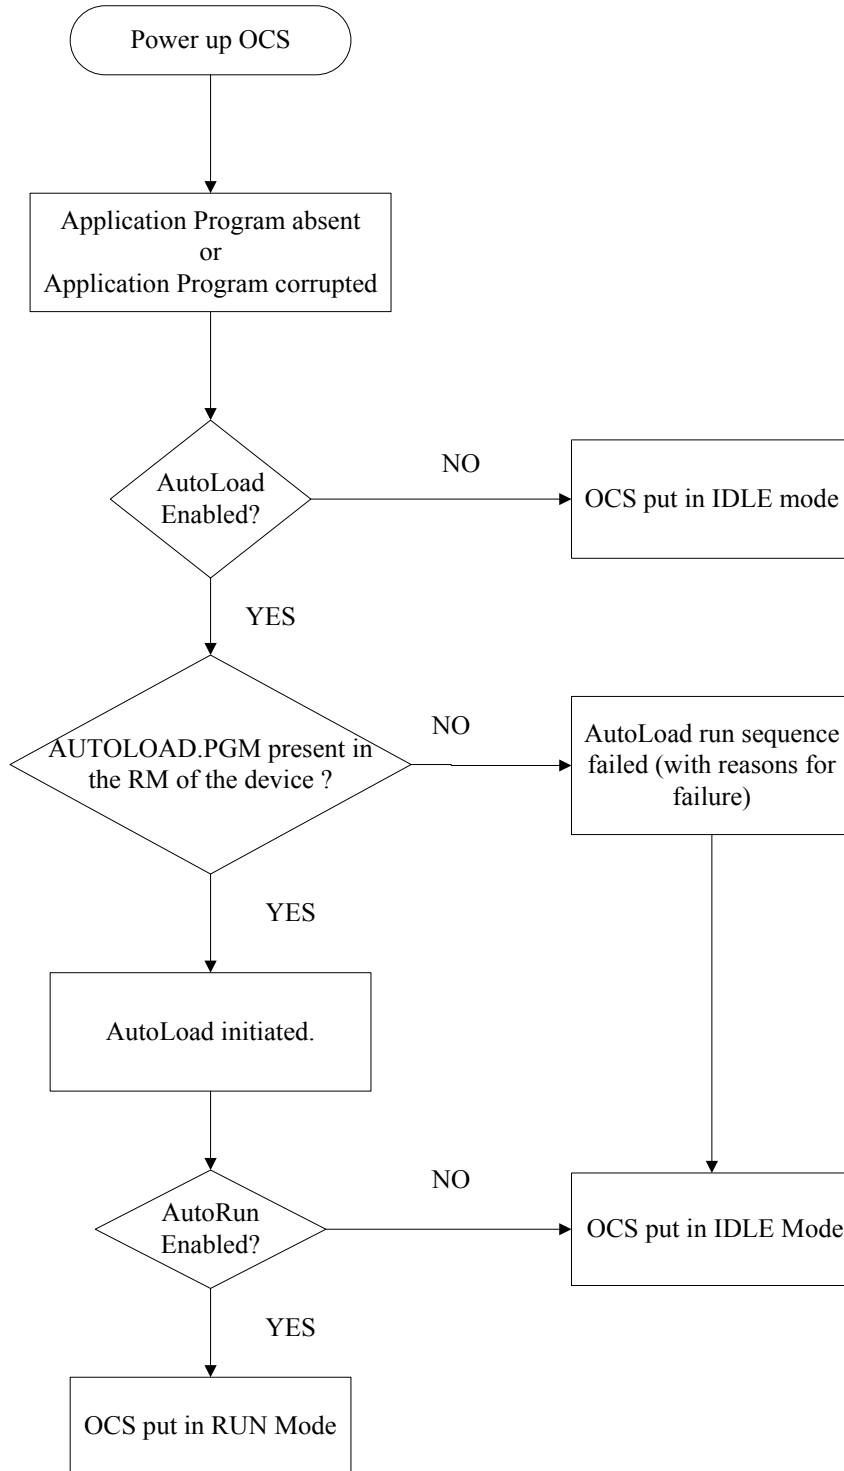 Power up OCS
Application Program absent
or
Application Program corrupted
AutoLoad
Enabled?
NO
OCS put in IDLE mode
YES
AUTOLOAD.PGM present in
the RM of the device ?
NO
AutoLoad run sequence
failed (with reasons for
failure)
YES
AutoLoad initiated.
AutoRun
Enabled?
NO
OCS put in IDLE Mode
YES
OCS put in RUN Mode